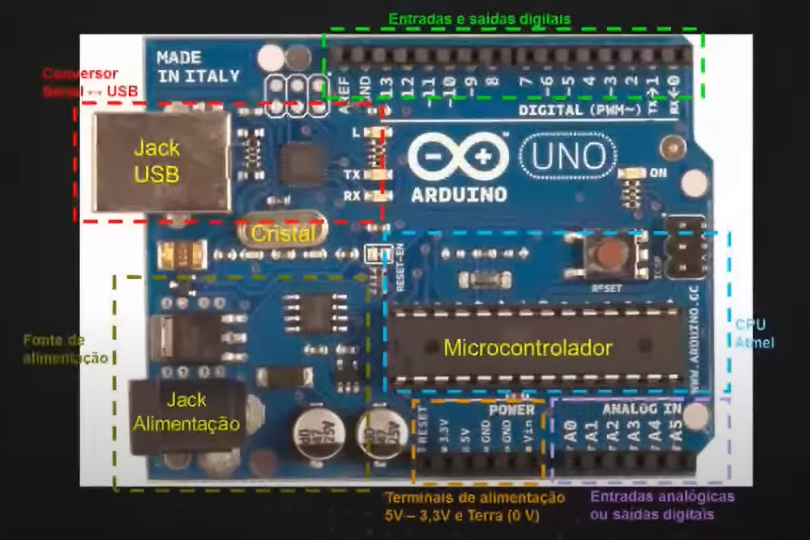 Entradas e saídas digitais
MADE
IN ITALY
Conversor
Serial ↔ USB
AREF
GND
13
12
~11
~10
~9
8
7
~6
~5
4
~3
2
TX→1
RX←0
DIGITAL (PWM~)
Jack
USB
L
TX
RX
ARDUINO
UNO
ON
Cristal
RESET-EN
RESET
ICSP
Fonte de
alimentação
Microcontrolador
CPU
Atmel
WWW.ARDUINO.CC
Jack
Alimentação
47
25V
47
25V
POWER
RESET
3.3V
5V
GND
GND
Vin
ANALOG IN
A0
A1
A2
A3
A4
A5
Terminais de alimentação
5V – 3,3V e Terra (0 V)
Entradas analógicas
ou saídas digitais